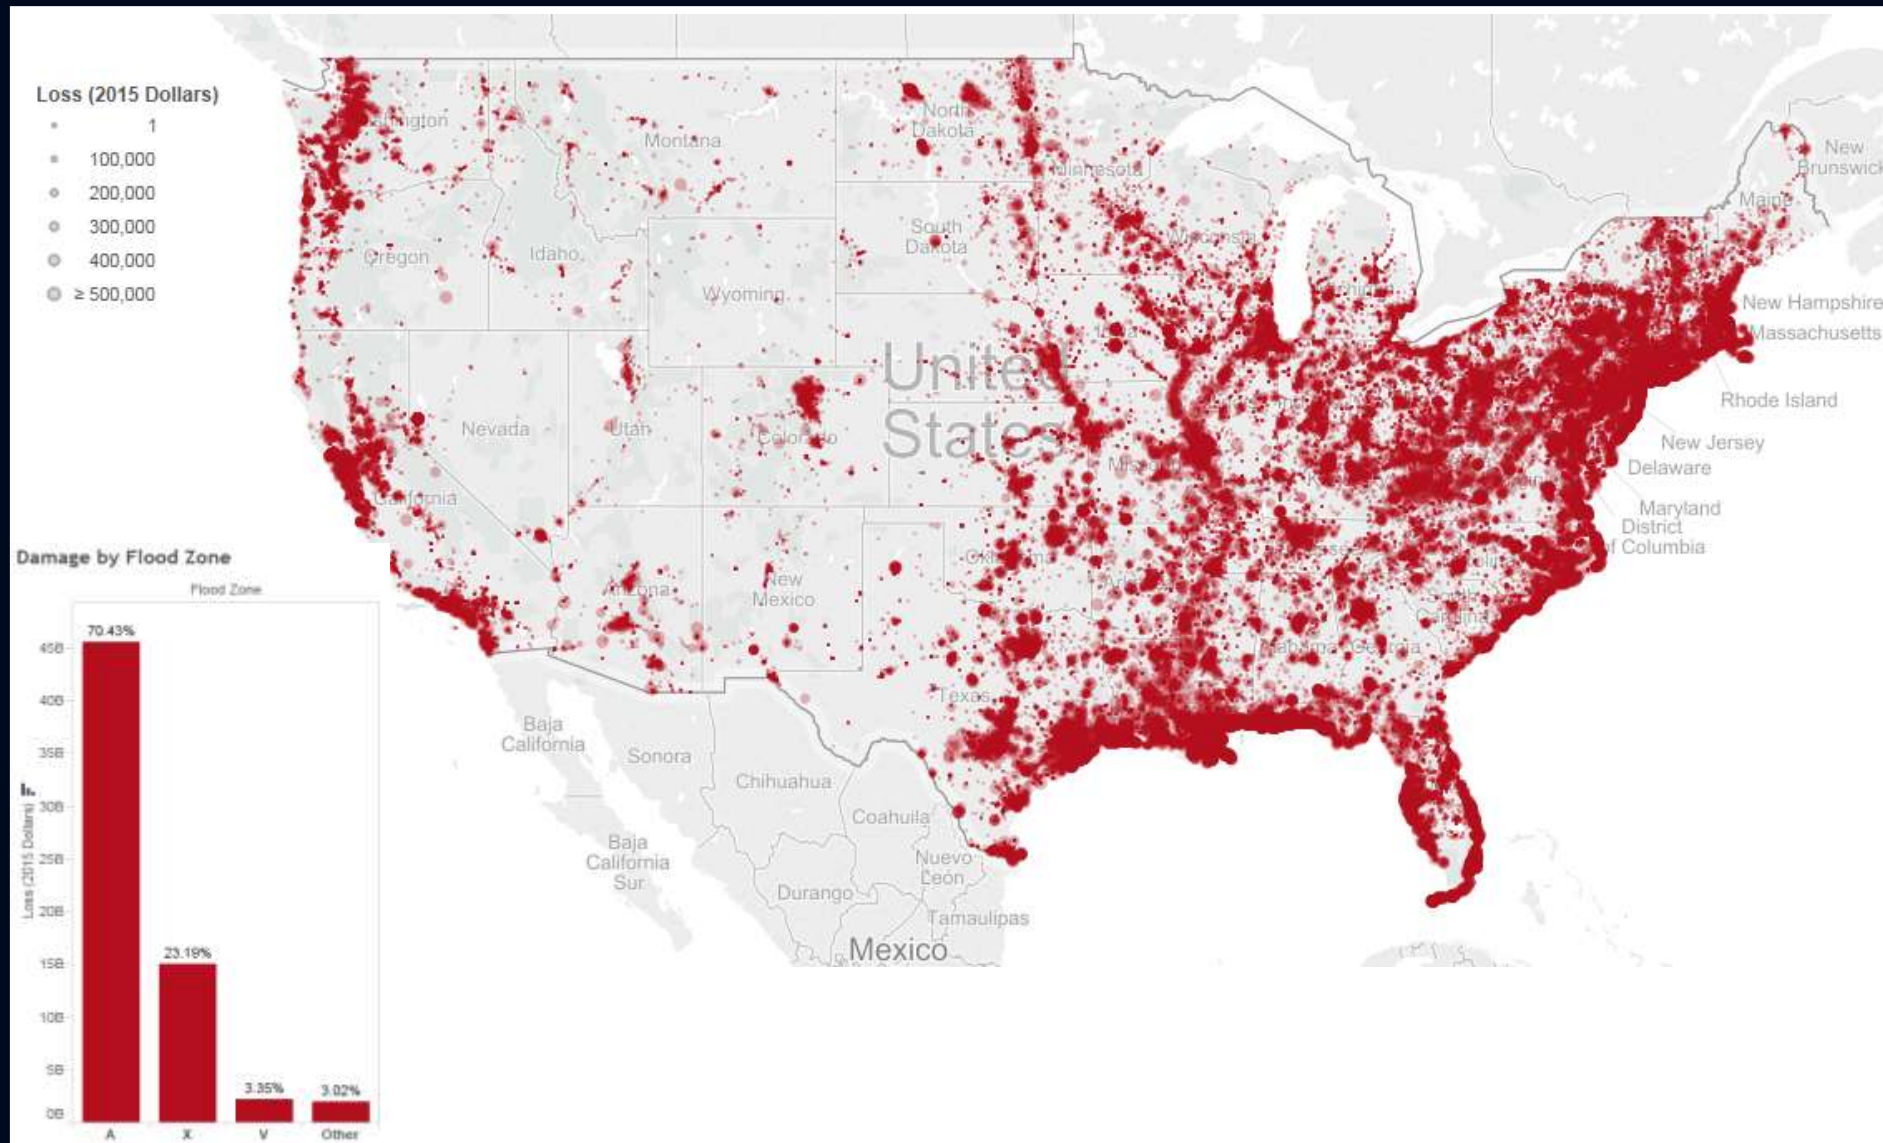 Loss (2015 Dollars)
1
100,000
200,000
300,000
400,000
≥ 500,000
Montana
North
Dakota
Minnesota
South
Dakota
Wisconsin
Oregon
Idaho
Wyoming
Nevada
Utah
Colorado
California
Arizona
New
Mexico
Texas
United
States
Maine
New
Brunswick
New Hampshire
Massachusetts
Rhode Island
New Jersey
Delaware
Maryland
District
of Columbia
Alabama
Georgia
Baja
California
Sonora
Chihuahua
Coahuila
Baja
California
Sur
Nuevo
León
Durango
Tamaulipas
Mexico
Damage by Flood Zone
Flood Zone
70.43%
23.19%
3.35%
3.02%
45B
40B
35B
30B
25B
20B
15B
10B
5B
0B
Loss (2015 Dollars)
A
X
V
Other